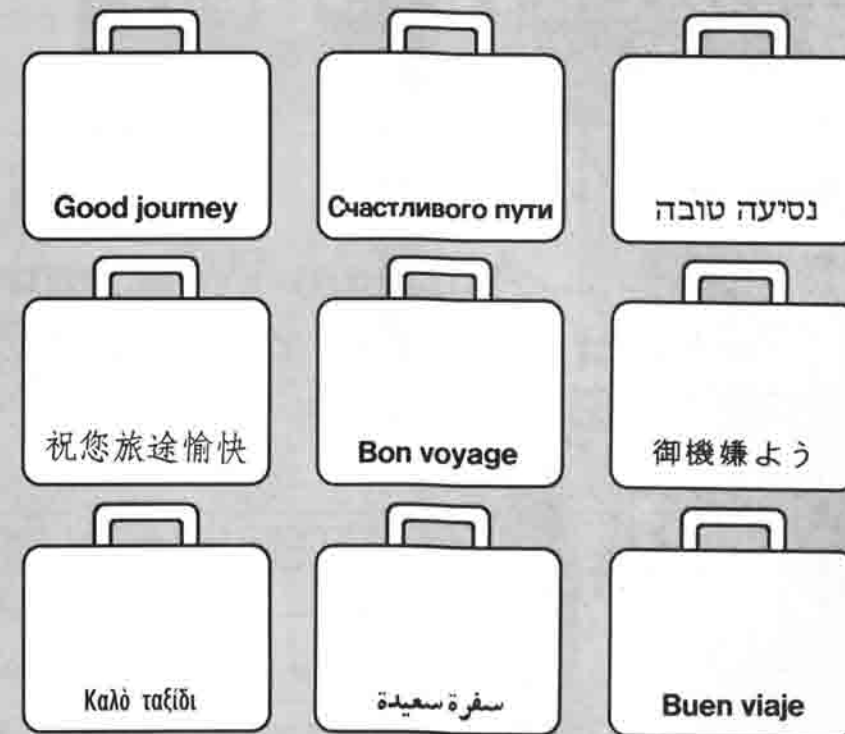 Good journey
Счастливого пути
נסיעה טובה
祝您旅途愉快
Bon voyage
御機嫌よう
Καλὸ ταξίδι
سفرة سعيدة
Buen viaje